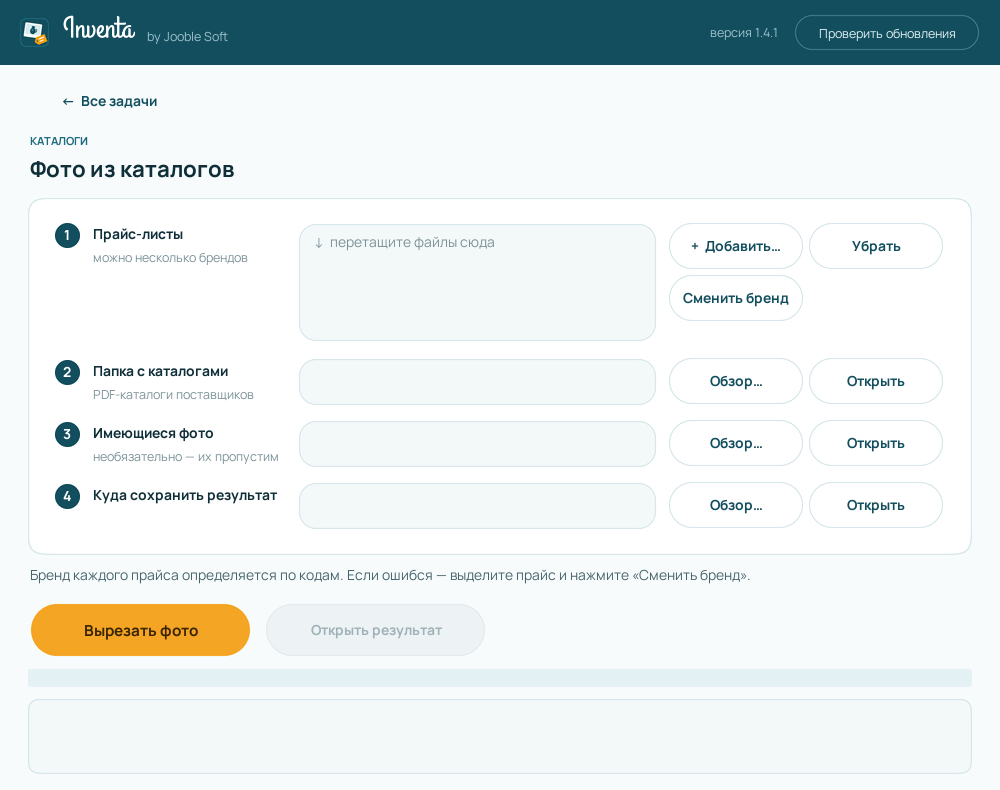 Inventa by Jooble Soft
версия 1.4.1
Проверить обновления
← Все задачи
КАТАЛОГИ
Фото из каталогов
1 Прайс-листы
можно несколько брендов
↓ перетащите файлы сюда
+ Добавить...
Убрать
Сменить бренд
2 Папка с каталогами
PDF-каталоги поставщиков
Обзор...
Открыть
3 Имеющиеся фото
необязательно — их пропустим
Обзор...
Открыть
4 Куда сохранить результат
Обзор...
Открыть
Бренд каждого прайса определяется по кодам. Если ошибся — выделите прайс и нажмите «Сменить бренд».
Вырезать фото
Открыть результат